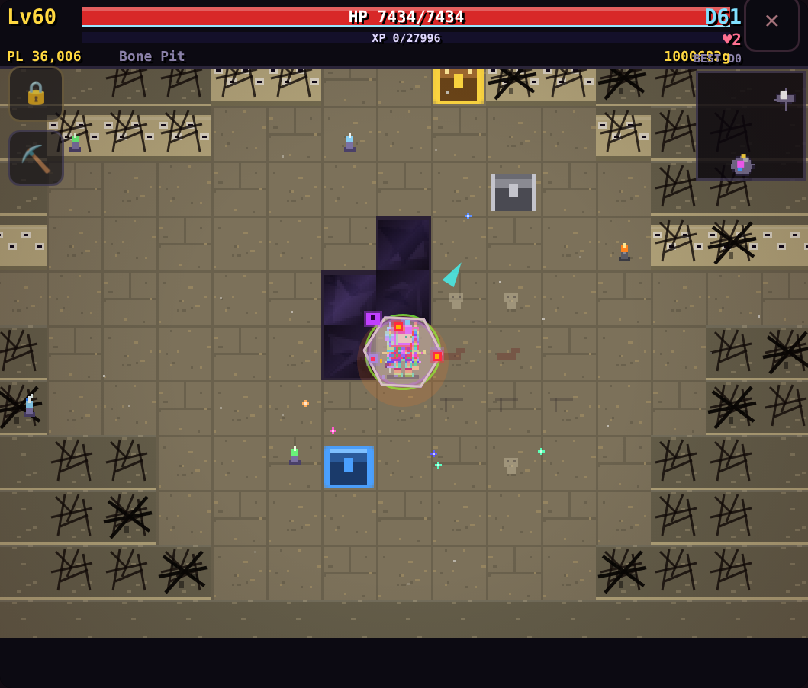 Lv60
HP 7434/7434
D61
×
XP 0/27996
♥2
PL 36,006
Bone Pit